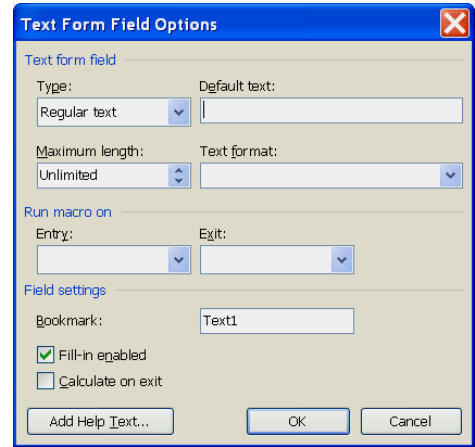 Text Form Field Options
Text form field
Type: Default text:
Regular text
Maximum length: Text format:
Unlimited
Run macro on
Entry: Exit:
Field settings
Bookmark: Text1
Fill-in enabled
Calculate on exit
Add Help Text... OK Cancel